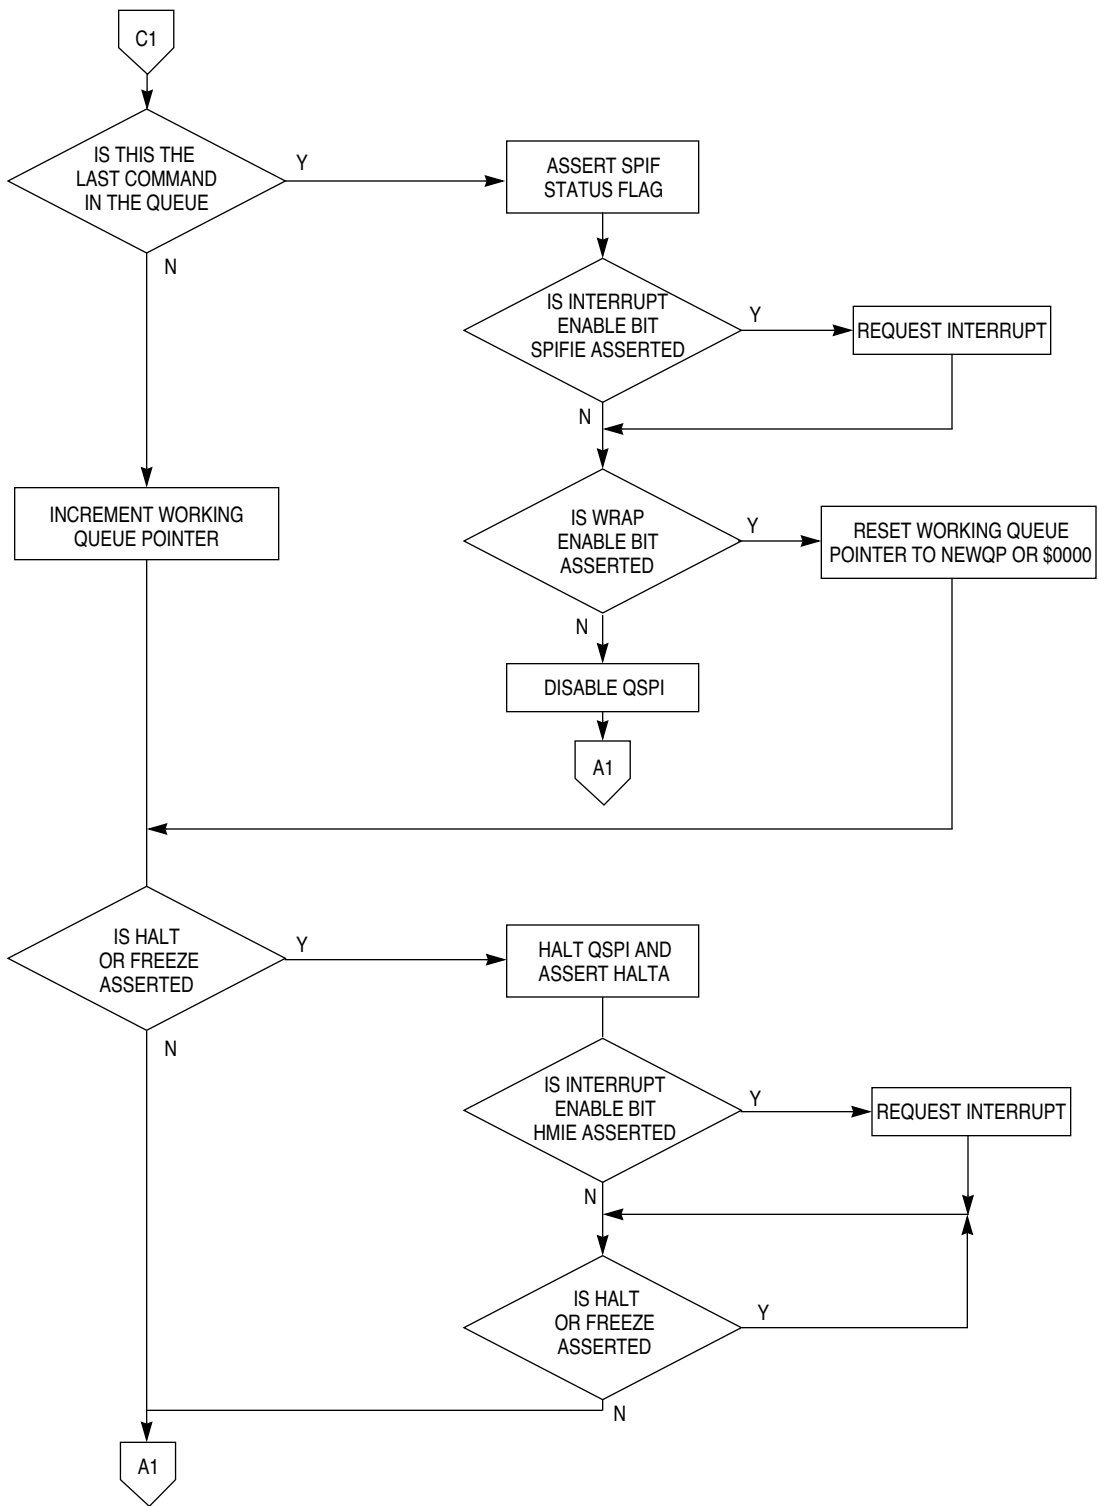 C1
IS THIS THE
LAST COMMAND
IN THE QUEUE
Y
N
ASSERT SPIF
STATUS FLAG
IS INTERRUPT
ENABLE BIT
SPIFIE ASSERTED
Y
N
REQUEST INTERRUPT
INCREMENT WORKING
QUEUE POINTER
IS WRAP
ENABLE BIT
ASSERTED
Y
N
RESET WORKING QUEUE
POINTER TO NEWQP OR $0000
DISABLE QSPI
A1
IS HALT
OR FREEZE
ASSERTED
Y
N
HALT QSPI AND
ASSERT HALTA
IS INTERRUPT
ENABLE BIT
HMIE ASSERTED
Y
N
REQUEST INTERRUPT
IS HALT
OR FREEZE
ASSERTED
Y
N
A1